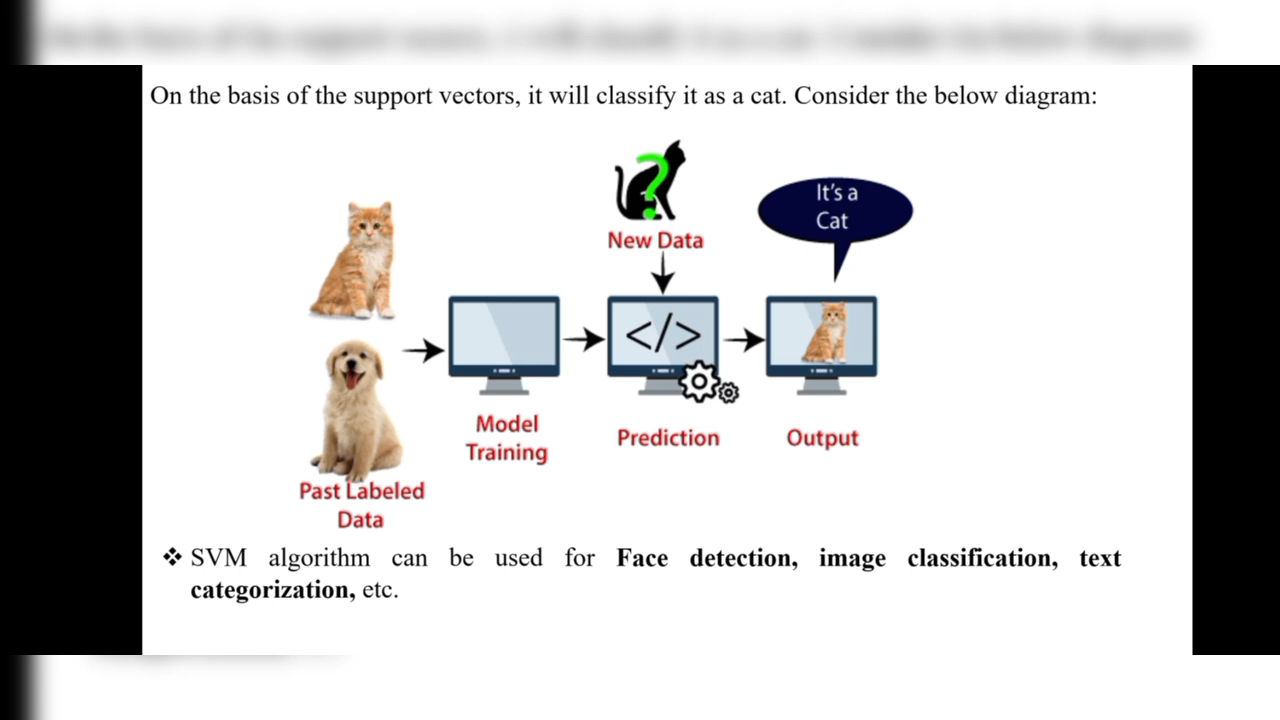 On the basis of the support vectors, it will classify it as a cat. Consider the below diagram:
?
New Data
It's a
Cat
</>
Model
Training
Prediction
Output
Past Labeled
Data
❖ SVM algorithm can be used for Face detection, image classification, text
categorization, etc.